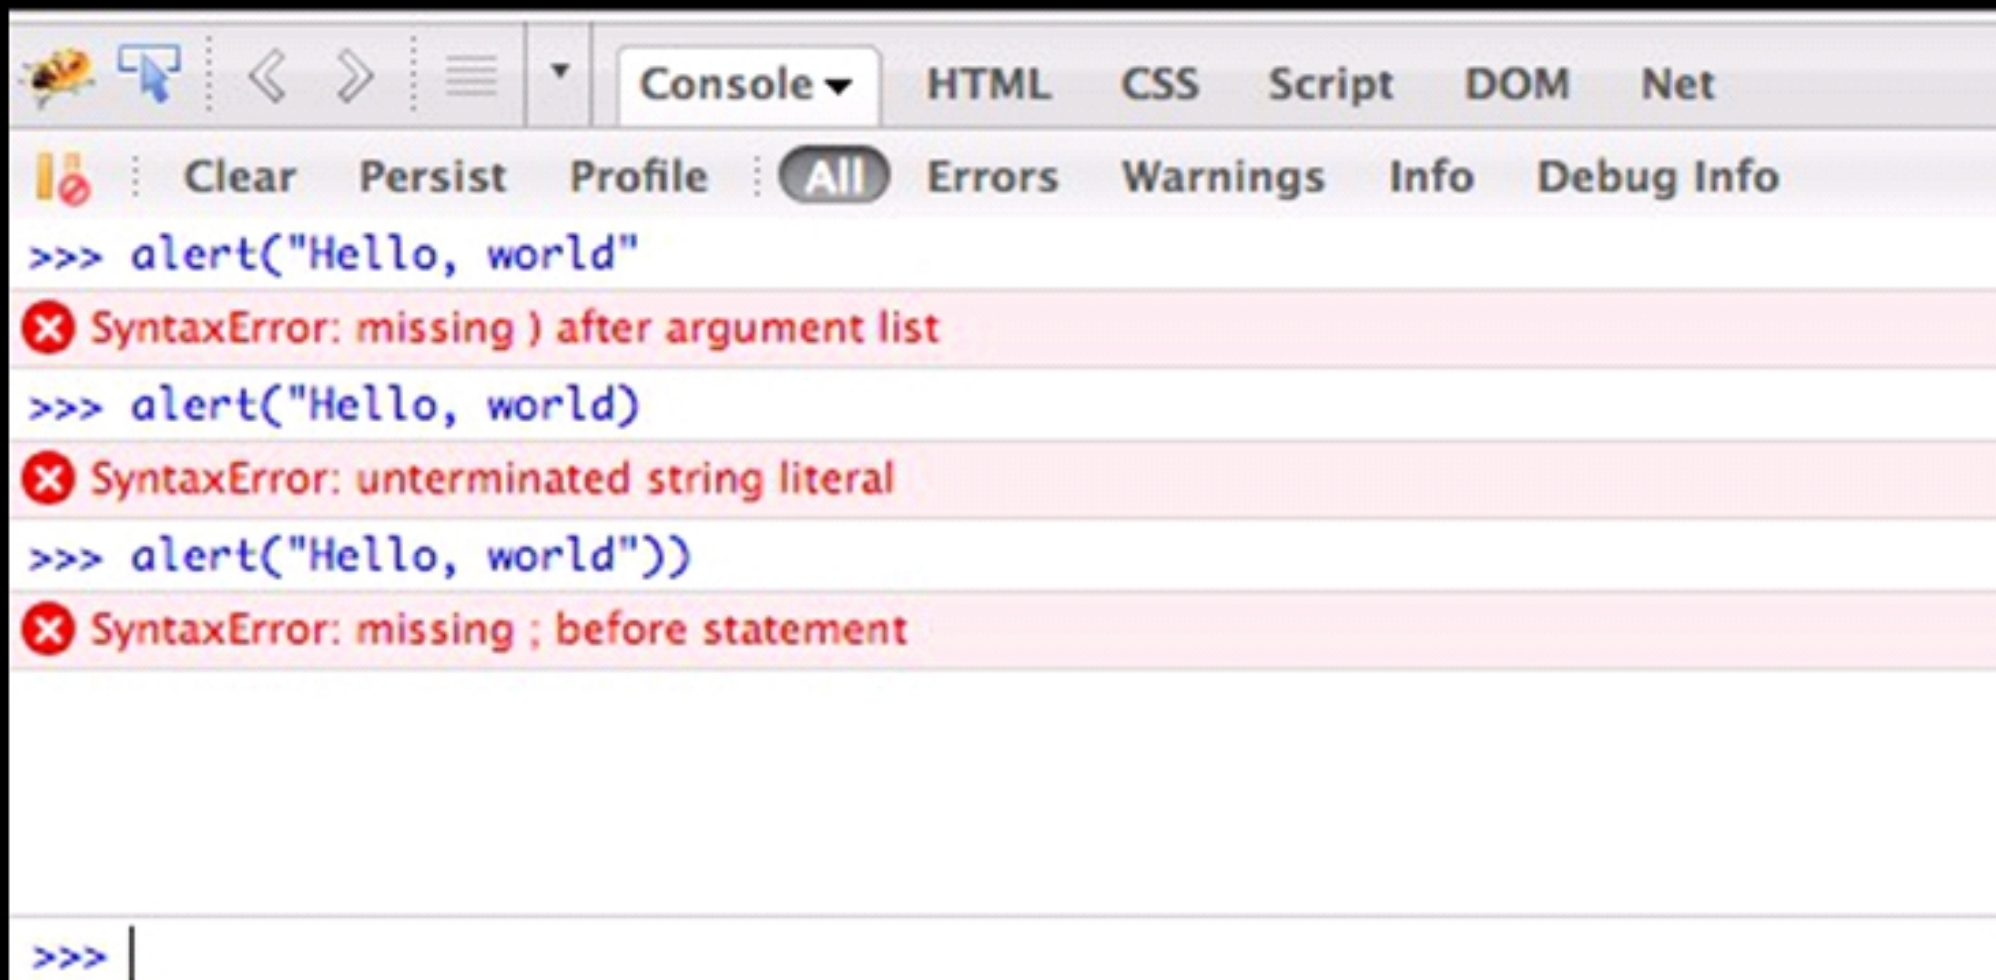 Console HTML CSS Script DOM Net
Clear Persist Profile All Errors Warnings Info Debug Info
>>> alert("Hello, world"
SyntaxError: missing ) after argument list
>>> alert("Hello, world)
SyntaxError: unterminated string literal
>>> alert("Hello, world"))
SyntaxError: missing ; before statement
>>>